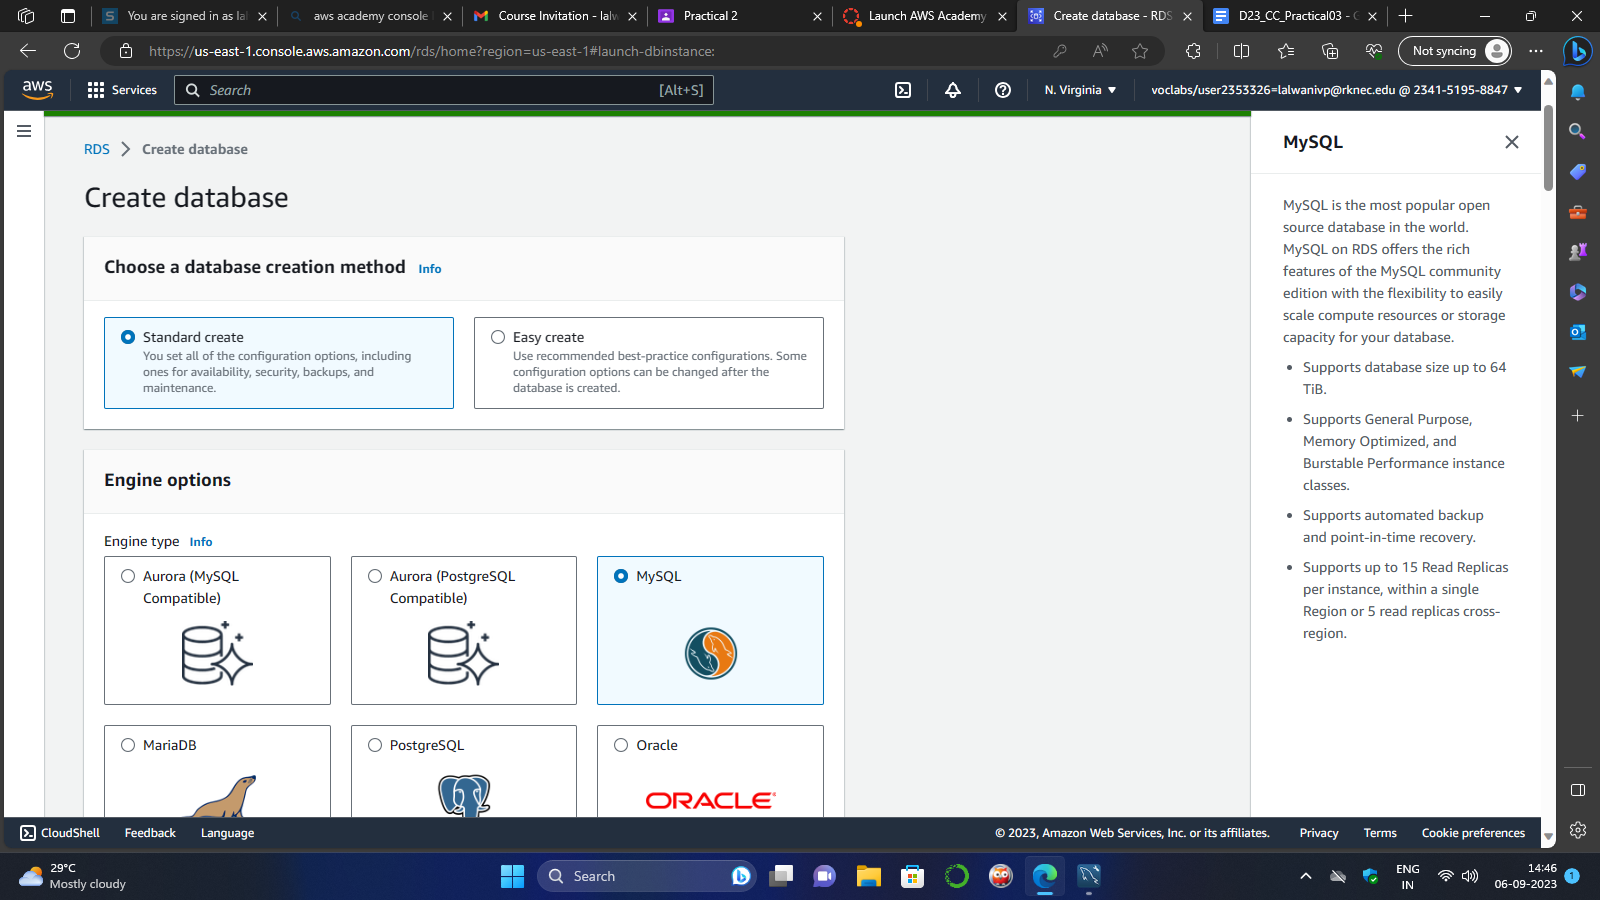 You are signed in as la
aws academy console
Course Invitation - lalw
Practical 2
Launch AWS Academy
Create database - RDS
D23_CC_Practical03 - G
https://us-east-1.console.aws.amazon.com/rds/home?region=us-east-1#launch-dbinstance:
Not syncing
aws
Services
Search
[Alt+S]
N. Virginia
voclabs/user2353326=lalwanivp@rknec.edu @ 2341-5195-8847
RDS
Create database
Create database
Choose a database creation method Info
Standard create
You set all of the configuration options, including
ones for availability, security, backups, and
maintenance.
Easy create
Use recommended best-practice configurations. Some
configuration options can be changed after the
database is created.
Engine options
Engine type Info
Aurora (MySQL
Compatible)
Aurora (PostgreSQL
Compatible)
MySQL
MariaDB
PostgreSQL
Oracle
ORACLE
MySQL
MySQL is the most popular open
source database in the world.
MySQL on RDS offers the rich
features of the MySQL community
edition with the flexibility to easily
scale compute resources or storage
capacity for your database.
• Supports database size up to 64
TiB.
• Supports General Purpose,
Memory Optimized, and
Burstable Performance instance
classes.
• Supports automated backup
and point-in-time recovery.
• Supports up to 15 Read Replicas
per instance, within a single
Region or 5 read replicas cross-
region.
CloudShell
Feedback
Language
© 2023, Amazon Web Services, Inc. or its affiliates.
Privacy
Terms
Cookie preferences
29°C
Mostly cloudy
Search
ENG
IN
14:46
06-09-2023
1